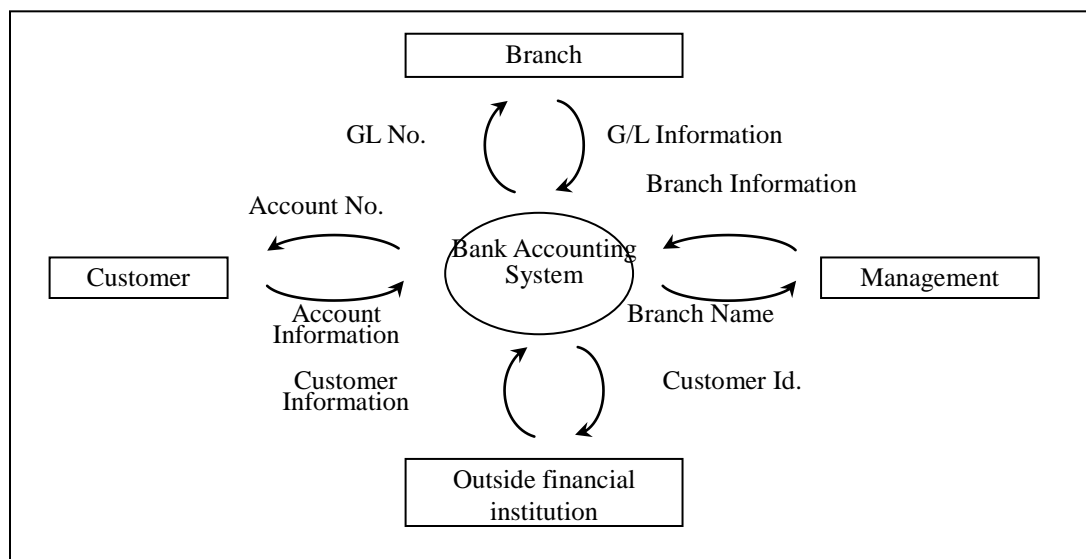 Branch
GL No.
G/L Information
Branch Information
Account No.
Bank Accounting
System
Customer
Management
Account
Information
Branch Name
Customer
Information
Customer Id.
Outside financial
institution